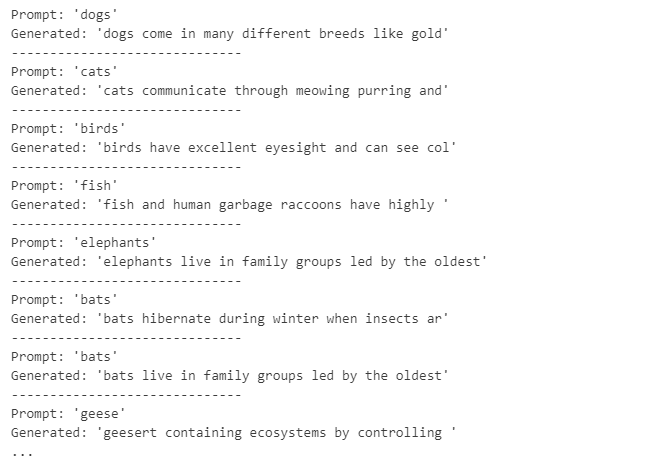 Prompt: 'dogs'
Generated: 'dogs come in many different breeds like gold'
------------------------------
Prompt: 'cats'
Generated: 'cats communicate through meowing purring and'
------------------------------
Prompt: 'birds'
Generated: 'birds have excellent eyesight and can see col'
------------------------------
Prompt: 'fish'
Generated: 'fish and human garbage raccoons have highly '
------------------------------
Prompt: 'elephants'
Generated: 'elephants live in family groups led by the oldest'
------------------------------
Prompt: 'bats'
Generated: 'bats hibernate during winter when insects ar'
------------------------------
Prompt: 'bats'
Generated: 'bats live in family groups led by the oldest'
------------------------------
Prompt: 'geese'
Generated: 'geesert containing ecosystems by controlling '
...